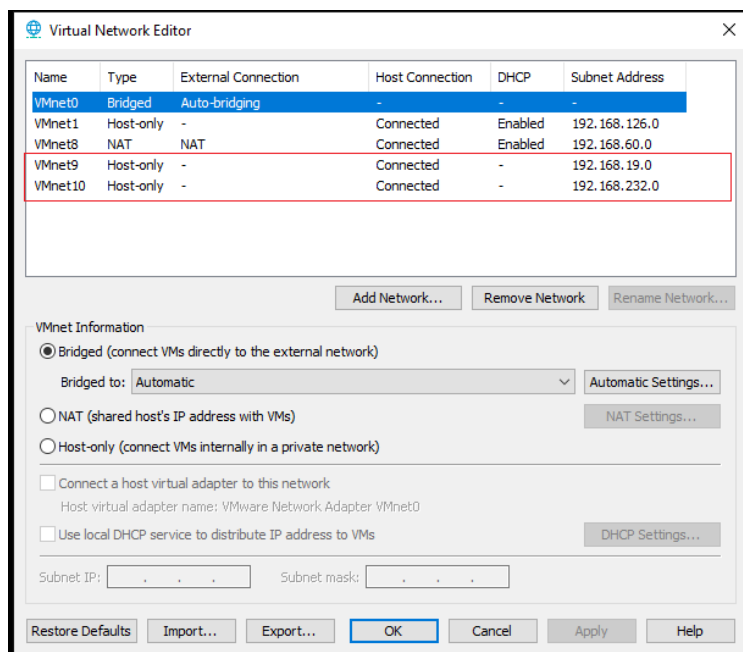 Virtual Network Editor
Name Type External Connection Host Connection DHCP Subnet Address
VMnet0 Bridged Auto-bridging - - -
VMnet1 Host-only - Connected Enabled 192.168.126.0
VMnet8 NAT NAT Connected Enabled 192.168.60.0
VMnet9 Host-only - Connected - 192.168.19.0
VMnet10 Host-only - Connected - 192.168.232.0
Add Network... Remove Network Rename Network...
VMnet Information
Bridged (connect VMs directly to the external network)
Bridged to: Automatic Automatic Settings...
NAT (shared host's IP address with VMs) NAT Settings...
Host-only (connect VMs internally in a private network)
Connect a host virtual adapter to this network
Host virtual adapter name: VMware Network Adapter VMnet0
Use local DHCP service to distribute IP address to VMs DHCP Settings...
Subnet IP: . . . Subnet mask: . . .
Restore Defaults Import... Export... OK Cancel Apply Help